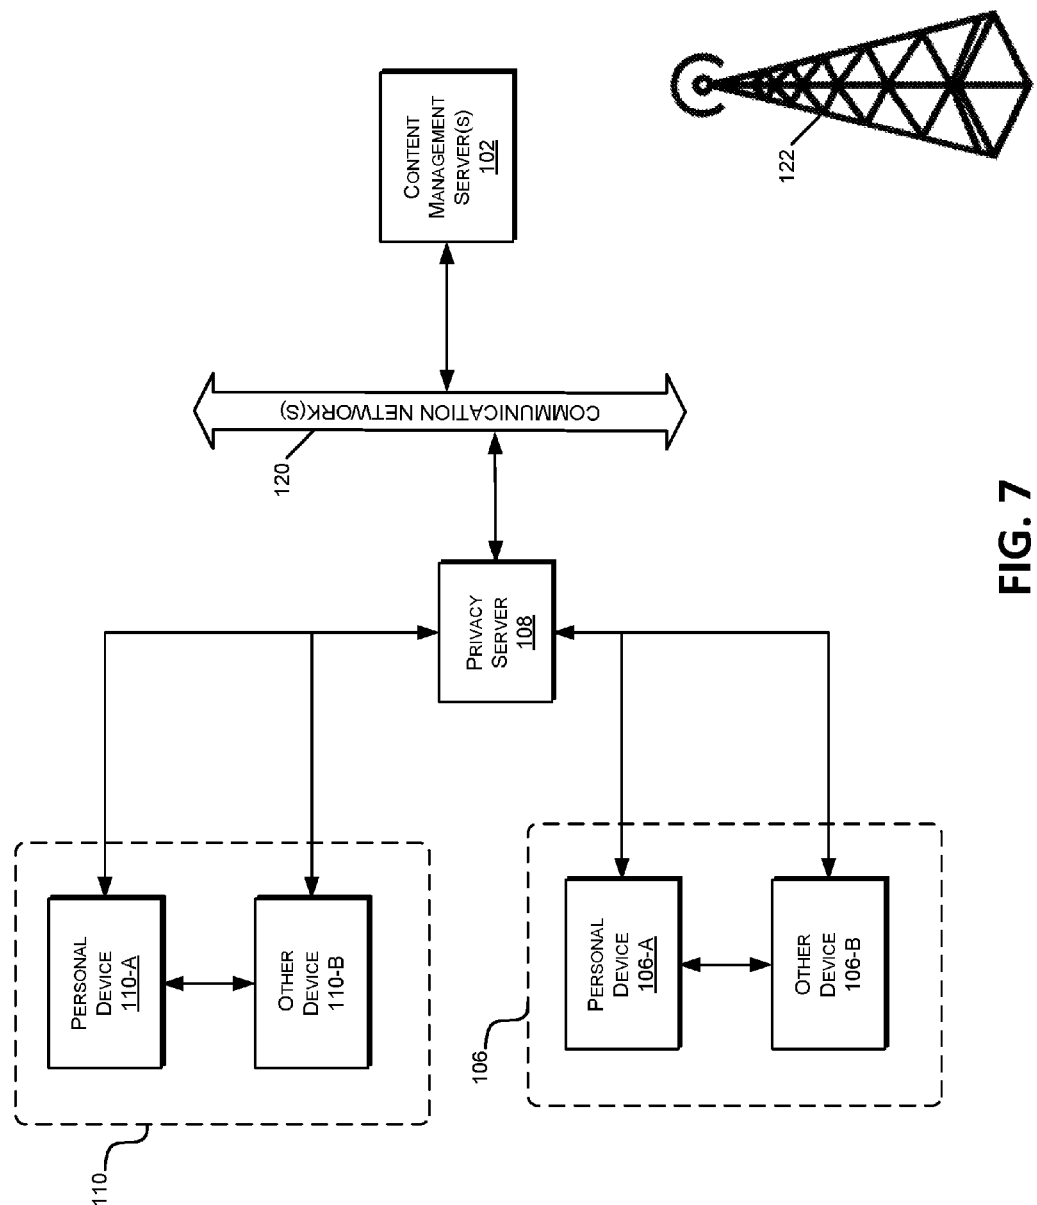 110
PERSONAL
DEVICE
110-A
OTHER
DEVICE
110-B
106
PERSONAL
DEVICE
106-A
OTHER
DEVICE
106-B
PRIVACY
SERVER
108
120
COMMUNICATION NETWORK(S)
CONTENT
MANAGEMENT
SERVER(S)
102
122
FIG. 7